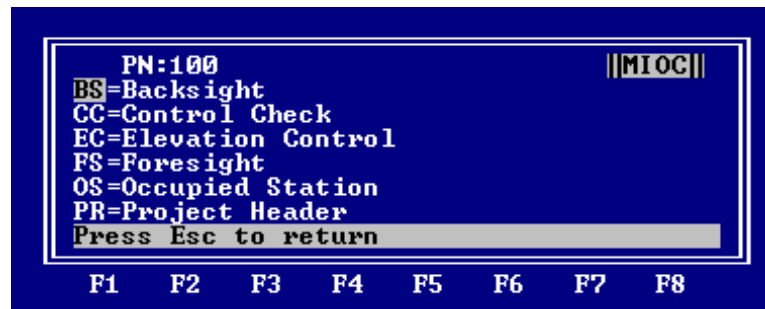 PN:100 ||MIOC||
BS=Backsight
CC=Control Check
EC=Elevation Control
FS=Foresight
OS=Occupied Station
PR=Project Header
Press Esc to return
F1 F2 F3 F4 F5 F6 F7 F8